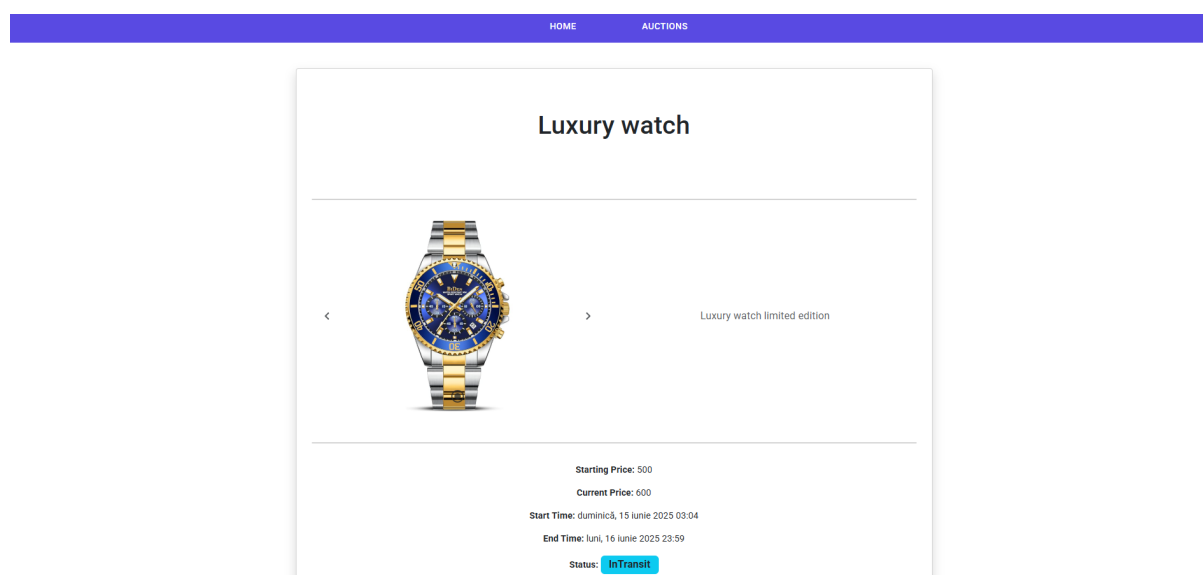 HOME AUCTIONS
Luxury watch
Luxury watch limited edition
Starting Price: 500
Current Price: 600
Start Time: duminică, 15 iunie 2025 03:04
End Time: luni, 16 iunie 2025 23:59
Status: InTransit